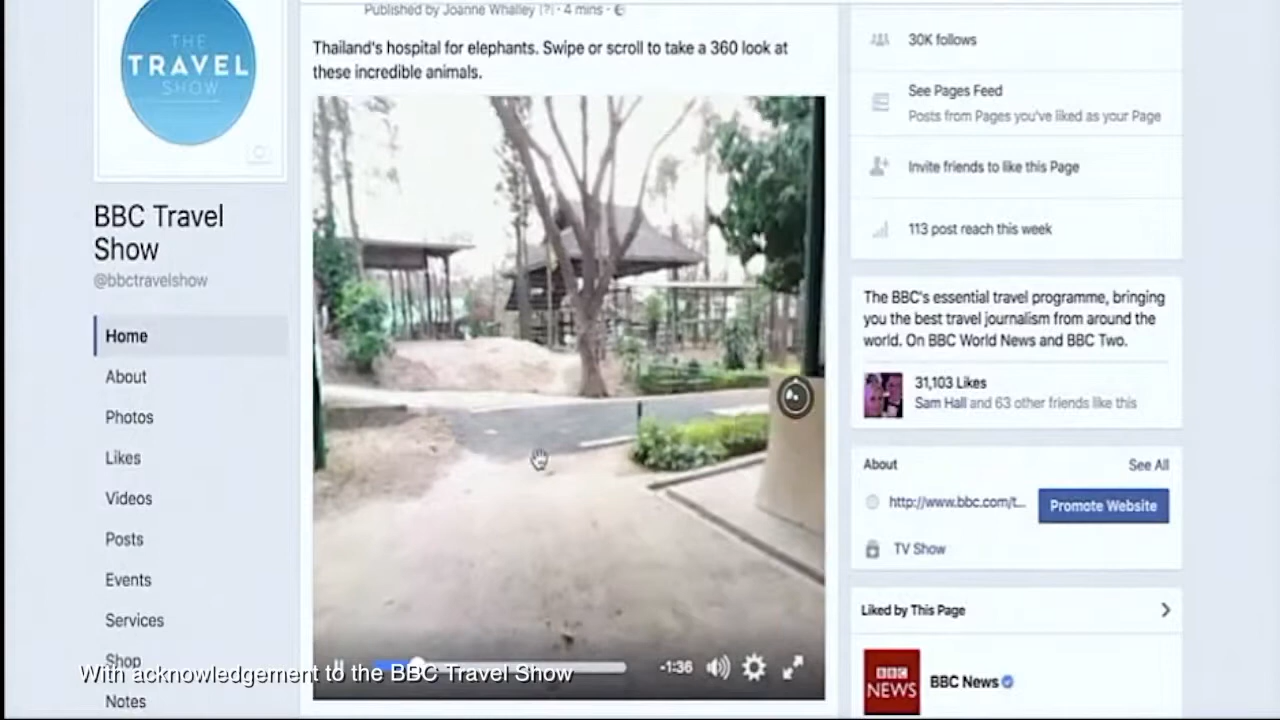 THE
TRAVEL
SHOW
BBC Travel
Show
@bbctravelshow
Home
About
Photos
Likes
Videos
Posts
Events
Services
Shop
Notes
Published by Joanne Whalley [?] · 4 mins ·
Thailand's hospital for elephants. Swipe or scroll to take a 360 look at
these incredible animals.
-1:36
With acknowledgement to the BBC Travel Show
30K follows
See Pages Feed
Posts from Pages you've liked as your Page
Invite friends to like this Page
113 post reach this week
The BBC's essential travel programme, bringing
you the best travel journalism from around the
world. On BBC World News and BBC Two.
31,103 Likes
Sam Hall and 63 other friends like this
About
See All
http://www.bbc.com/t...
Promote Website
TV Show
Liked by This Page
BBC
NEWS
BBC News